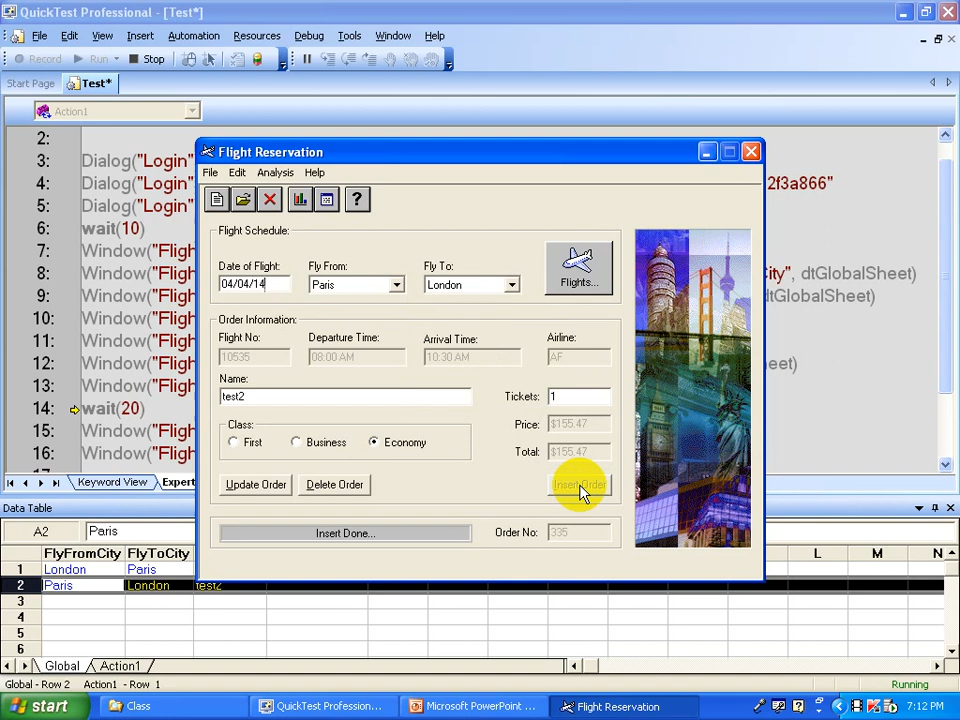 QuickTest Professional - [Test*]
File Edit View Insert Automation Resources Debug Tools Window Help
Record Run Stop
Start Page Test*
Action1
2:
3: Dialog("Login"
4: Dialog("Login" 2f3a866"
5: Dialog("Login"
6: wait(10)
7: Window("Fligh
8: Window("Fligh City", dtGlobalSheet)
9: Window("Fligh dtGlobalSheet)
10: Window("Flig
11: Window("Flig
12: Window("Flig heet)
13: Window("Flig
14: wait(20)
15: Window("Flig
16: Window("Flig
Keyword View Expert
Flight Reservation
File Edit Analysis Help
Flight Schedule:
Date of Flight: Fly From: Fly To:
04/04/14 Paris London
Flights...
Order Information:
Flight No: Departure Time: Arrival Time: Airline:
10535 08:00 AM 10:30 AM AF
Name:
test2 Tickets: 1
Class: Price: $155.47
First Business Economy
Total: $155.47
Update Order Delete Order Insert Order
Insert Done... Order No: 335
Data Table
A2 Paris
FlyFromCity FlyToCity L M N
1 London Paris
2 Paris London test2
3
4
5
6
Global Action1
Global - Row 2 Action1 - Row 1 Running
start Class QuickTest Profession... Microsoft PowerPoint ... Flight Reservation 7:12 PM